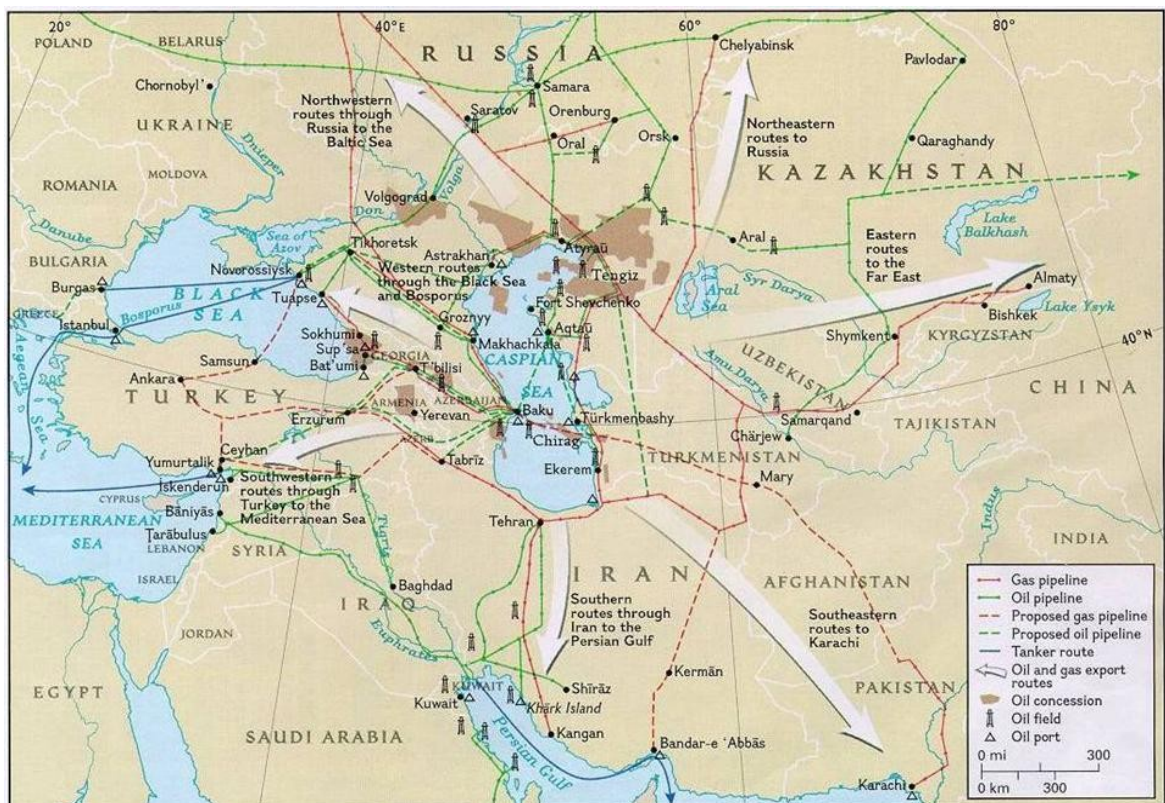 20°
40°E
60°
80°
POLAND
BELARUS
RUSSIA
Chelyabinsk
Pavlodar
Chornobyl'
Samara
Northwestern
routes through
Russia to the
Baltic Sea
Saratov
Orenburg
Oral
Orsk
Northeastern
routes to
Russia
Qaraghandy
UKRAINE
Dnieper
KAZAKHSTAN
MOLDOVA
ROMANIA
Volgograd
Volga
Don
Danube
Sea of
Azov
Tikhoretsk
Astrakhan
Atyraū
Tengiz
Aral
Lake
Balkhash
BULGARIA
Novorossiysk
Western routes
through the Black Sea
and Bosporus
Eastern
routes
to the
Far East
Almaty
Burgas
BLACK
SEA
Tuapse
Fort Shevchenko
Aral
Sea
Syr Darya
Bishkek
Lake Ysyk
GREECE
Bosporus
Istanbul
Sokhumi
Groznyy
Aqtaū
Makhachkala
Shymkent
KYRGYZSTAN
40°N
Sup'sa
GEORGIA
CASPIAN
SEA
Aegean
Sea
Samsun
Bat'umi
T'bilisi
Amu Darya
UZBEKISTAN
CHINA
Ankara
TURKEY
ARMENIA
AZERBAIJAN
Erzurum
Yerevan
Baku
Türkmenbashy
Samarqand
AZERB.
Chirag
Chärjew
TAJIKISTAN
Ceyhan
Tabrīz
Ekerem
TURKMENISTAN
Mary
Yumurtalik
İskenderun
CYPRUS
Southwestern
routes through
Turkey to the
Mediterranean Sea
Indus
MEDITERRANEAN
SEA
Bāniyās
Ṭarābulus
Tigris
Tehran
LEBANON
SYRIA
INDIA
ISRAEL
Baghdad
IRAN
AFGHANISTAN
IRAQ
Southern
routes through
Iran to the
Persian Gulf
Southeastern
routes to
Karachi
JORDAN
Euphrates
Kermān
EGYPT
KUWAIT
Kuwait
Shīrāz
Khārk Island
PAKISTAN
SAUDI ARABIA
Persian Gulf
Kangan
Bandar-e 'Abbās
Karachi
Gas pipeline
Oil pipeline
Proposed gas pipeline
Proposed oil pipeline
Tanker route
Oil and gas export
routes
Oil concession
Oil field
Oil port
0 mi 300
0 km 300